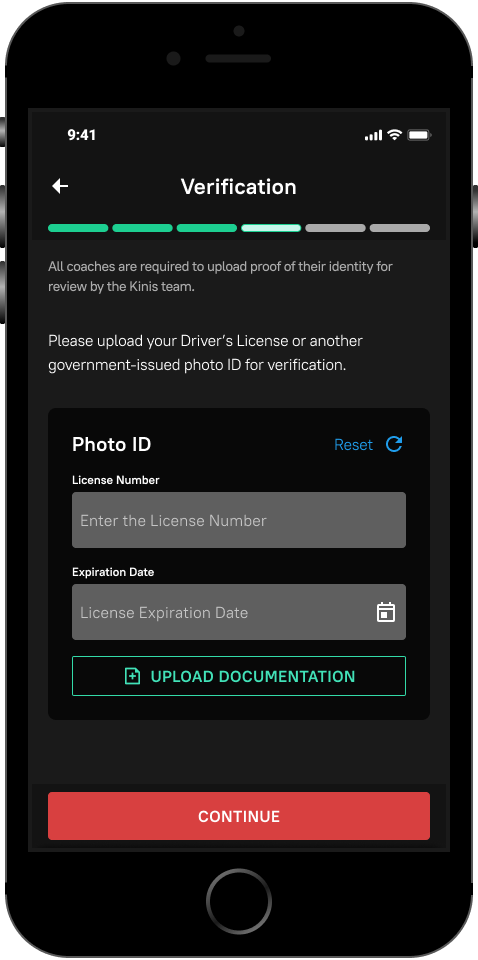 9:41
Verification
All coaches are required to upload proof of their identity for
review by the Kinis team.
Please upload your Driver’s License or another
government-issued photo ID for verification.
Photo ID
Reset
License Number
Enter the License Number
Expiration Date
License Expiration Date
UPLOAD DOCUMENTATION
CONTINUE